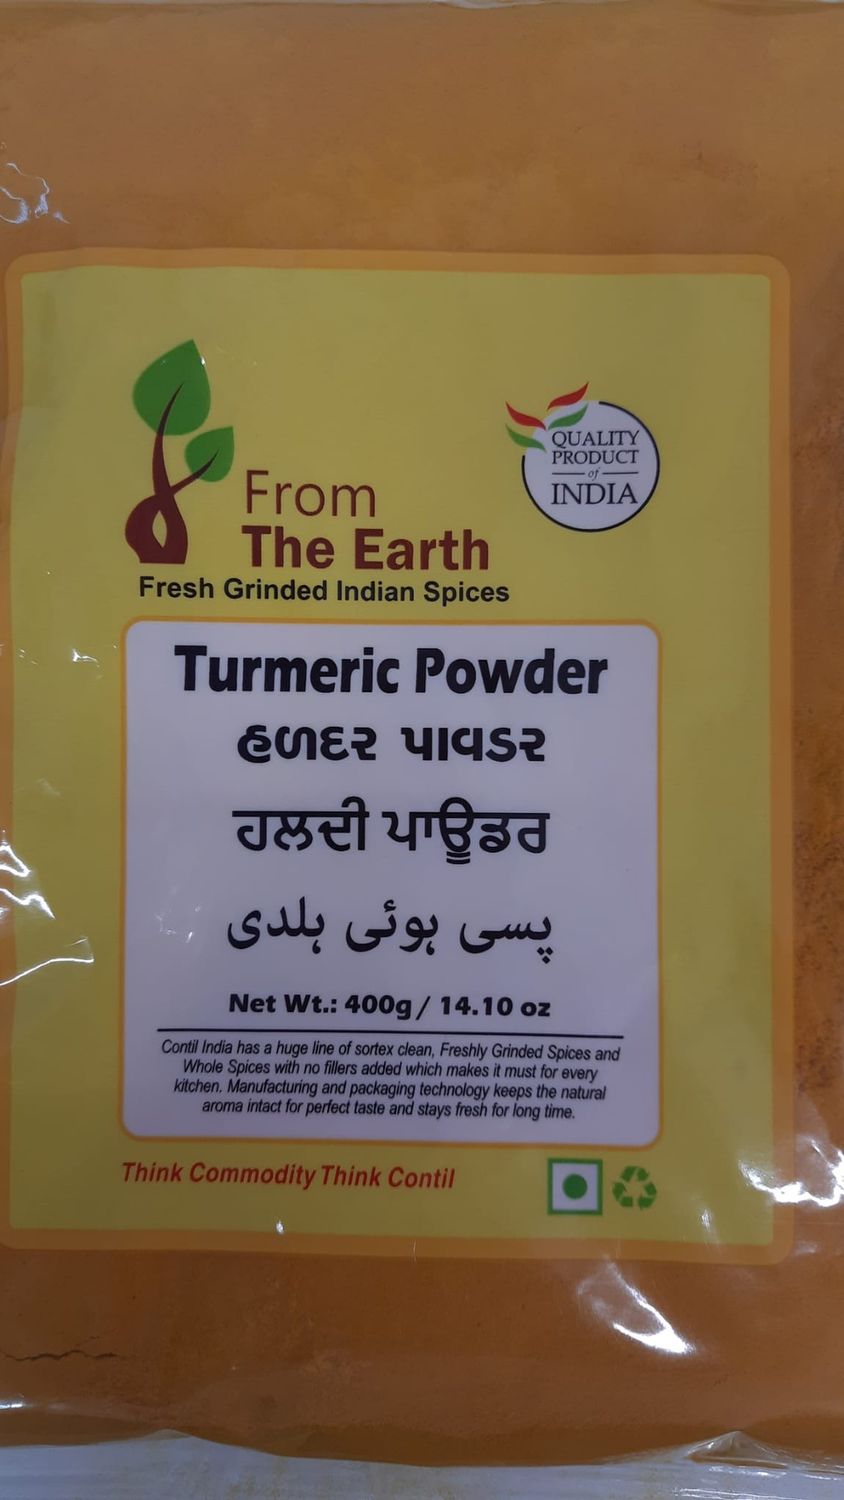 From
The Earth
Fresh Grinded Indian Spices
QUALITY
PRODUCT
of
INDIA
Turmeric Powder
હળદર પાવડર
ਹਲਦੀ ਪਾਊਡਰ
پسی ہوئی ہلدی
Net Wt.: 400g / 14.10 oz
Contil India has a huge line of sortex clean, Freshly Grinded Spices and
Whole Spices with no fillers added which makes it must for every
kitchen. Manufacturing and packaging technology keeps the natural
aroma intact for perfect taste and stays fresh for long time.
Think Commodity Think Contil